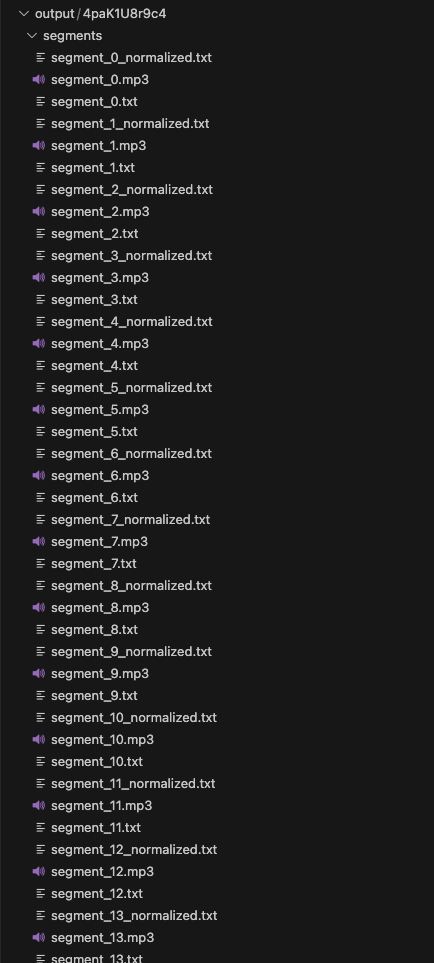 output/4paK1U8r9c4
segments
segment_0_normalized.txt
segment_0.mp3
segment_0.txt
segment_1_normalized.txt
segment_1.mp3
segment_1.txt
segment_2_normalized.txt
segment_2.mp3
segment_2.txt
segment_3_normalized.txt
segment_3.mp3
segment_3.txt
segment_4_normalized.txt
segment_4.mp3
segment_4.txt
segment_5_normalized.txt
segment_5.mp3
segment_5.txt
segment_6_normalized.txt
segment_6.mp3
segment_6.txt
segment_7_normalized.txt
segment_7.mp3
segment_7.txt
segment_8_normalized.txt
segment_8.mp3
segment_8.txt
segment_9_normalized.txt
segment_9.mp3
segment_9.txt
segment_10_normalized.txt
segment_10.mp3
segment_10.txt
segment_11_normalized.txt
segment_11.mp3
segment_11.txt
segment_12_normalized.txt
segment_12.mp3
segment_12.txt
segment_13_normalized.txt
segment_13.mp3
segment_13.txt